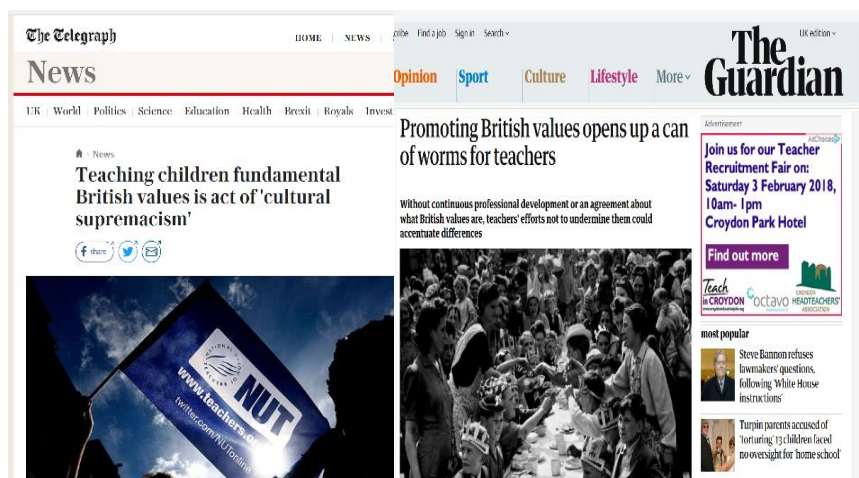 The Telegraph
HOME
NEWS
News
UK
World
Politics
Science
Education
Health
Brexit
Royals
Invest
News
Teaching children fundamental
British values is act of 'cultural
supremacism'
share
NATIONAL UNION
TEACHERS
NUT
www.teachers.or
twitter.com/NUTonline
cribe
Find a job
Sign in
Search
UK edition
The
Guardian
Opinion
Sport
Culture
Lifestyle
More
Promoting British values opens up a can
of worms for teachers
Without continuous professional development or an agreement about
what British values are, teachers' efforts not to undermine them could
accentuate differences
Advertisement
AdChoices
Join us for our Teacher
Recruitment Fair on:
Saturday 3 February 2018,
10am- 1pm
Croydon Park Hotel
Find out more
Teach
in CROYDON
octavo
CROYDON
HEADTEACHERS'
ASSOCIATION
most popular
Steve Bannon refuses
lawmakers' questions,
following 'White House
instructions'
Turpin parents accused of
'torturing' 13 children faced
no oversight for 'home school'